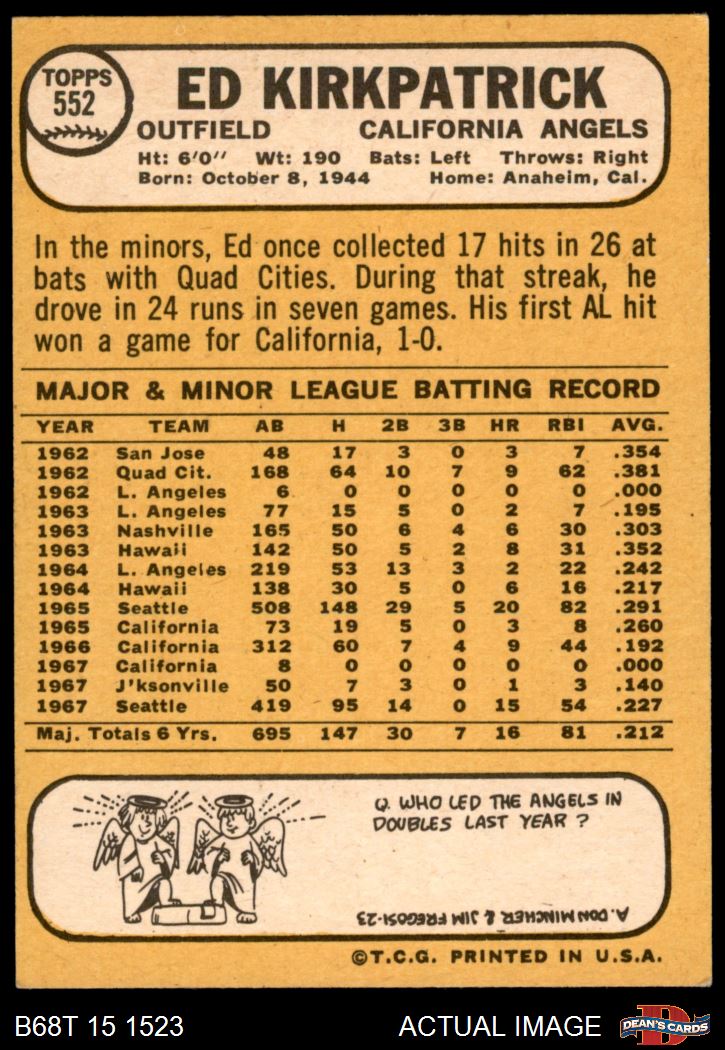 TOPPS
552
ED KIRKPATRICK
OUTFIELD CALIFORNIA ANGELS
Ht: 6'0" Wt: 190 Bats: Left Throws: Right
Born: October 8, 1944 Home: Anaheim, Cal.
In the minors, Ed once collected 17 hits in 26 at
bats with Quad Cities. During that streak, he
drove in 24 runs in seven games. His first AL hit
won a game for California, 1-0.
MAJOR & MINOR LEAGUE BATTING RECORD
YEAR TEAM AB H 2B 3B HR RBI AVG.
1962 San Jose 48 17 3 0 3 7 .354
1962 Quad Cit. 168 64 10 7 9 62 .381
1962 L. Angeles 6 0 0 0 0 0 .000
1963 L. Angeles 77 15 5 0 2 7 .195
1963 Nashville 165 50 6 4 6 30 .303
1963 Hawaii 142 50 5 2 8 31 .352
1964 L. Angeles 219 53 13 3 2 22 .242
1964 Hawaii 138 30 5 0 6 16 .217
1965 Seattle 508 148 29 5 20 82 .291
1965 California 73 19 5 0 3 8 .260
1966 California 312 60 7 4 9 44 .192
1967 California 8 0 0 0 0 0 .000
1967 J'ksonville 50 7 3 0 1 3 .140
1967 Seattle 419 95 14 0 15 54 .227
Maj. Totals 6 Yrs. 695 147 30 7 16 81 .212
Q. WHO LED THE ANGELS IN
DOUBLES LAST YEAR ?
A. DON MINCHER & JIM FREGOSI-23
©T.C.G. PRINTED IN U.S.A.
B68T 15 1523 ACTUAL IMAGE D DEAN'S CARDS